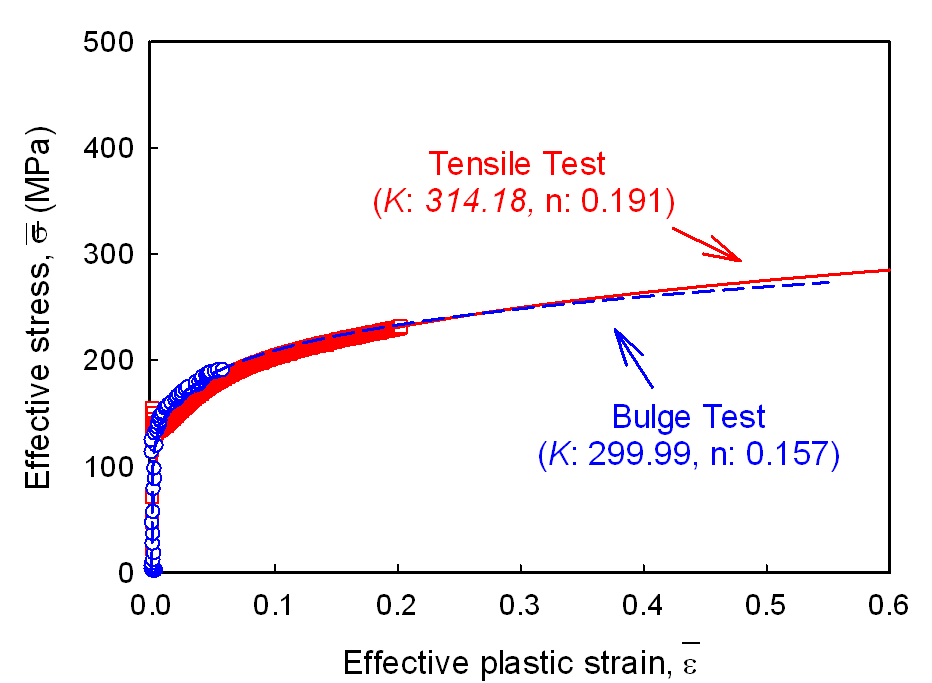 500
400
300
200
100
0
0.0 0.1 0.2 0.3 0.4 0.5 0.6
Effective stress, σ̅ (MPa)
Effective plastic strain, ε̅
Tensile Test
(K: 314.18, n: 0.191)
Bulge Test
(K: 299.99, n: 0.157)